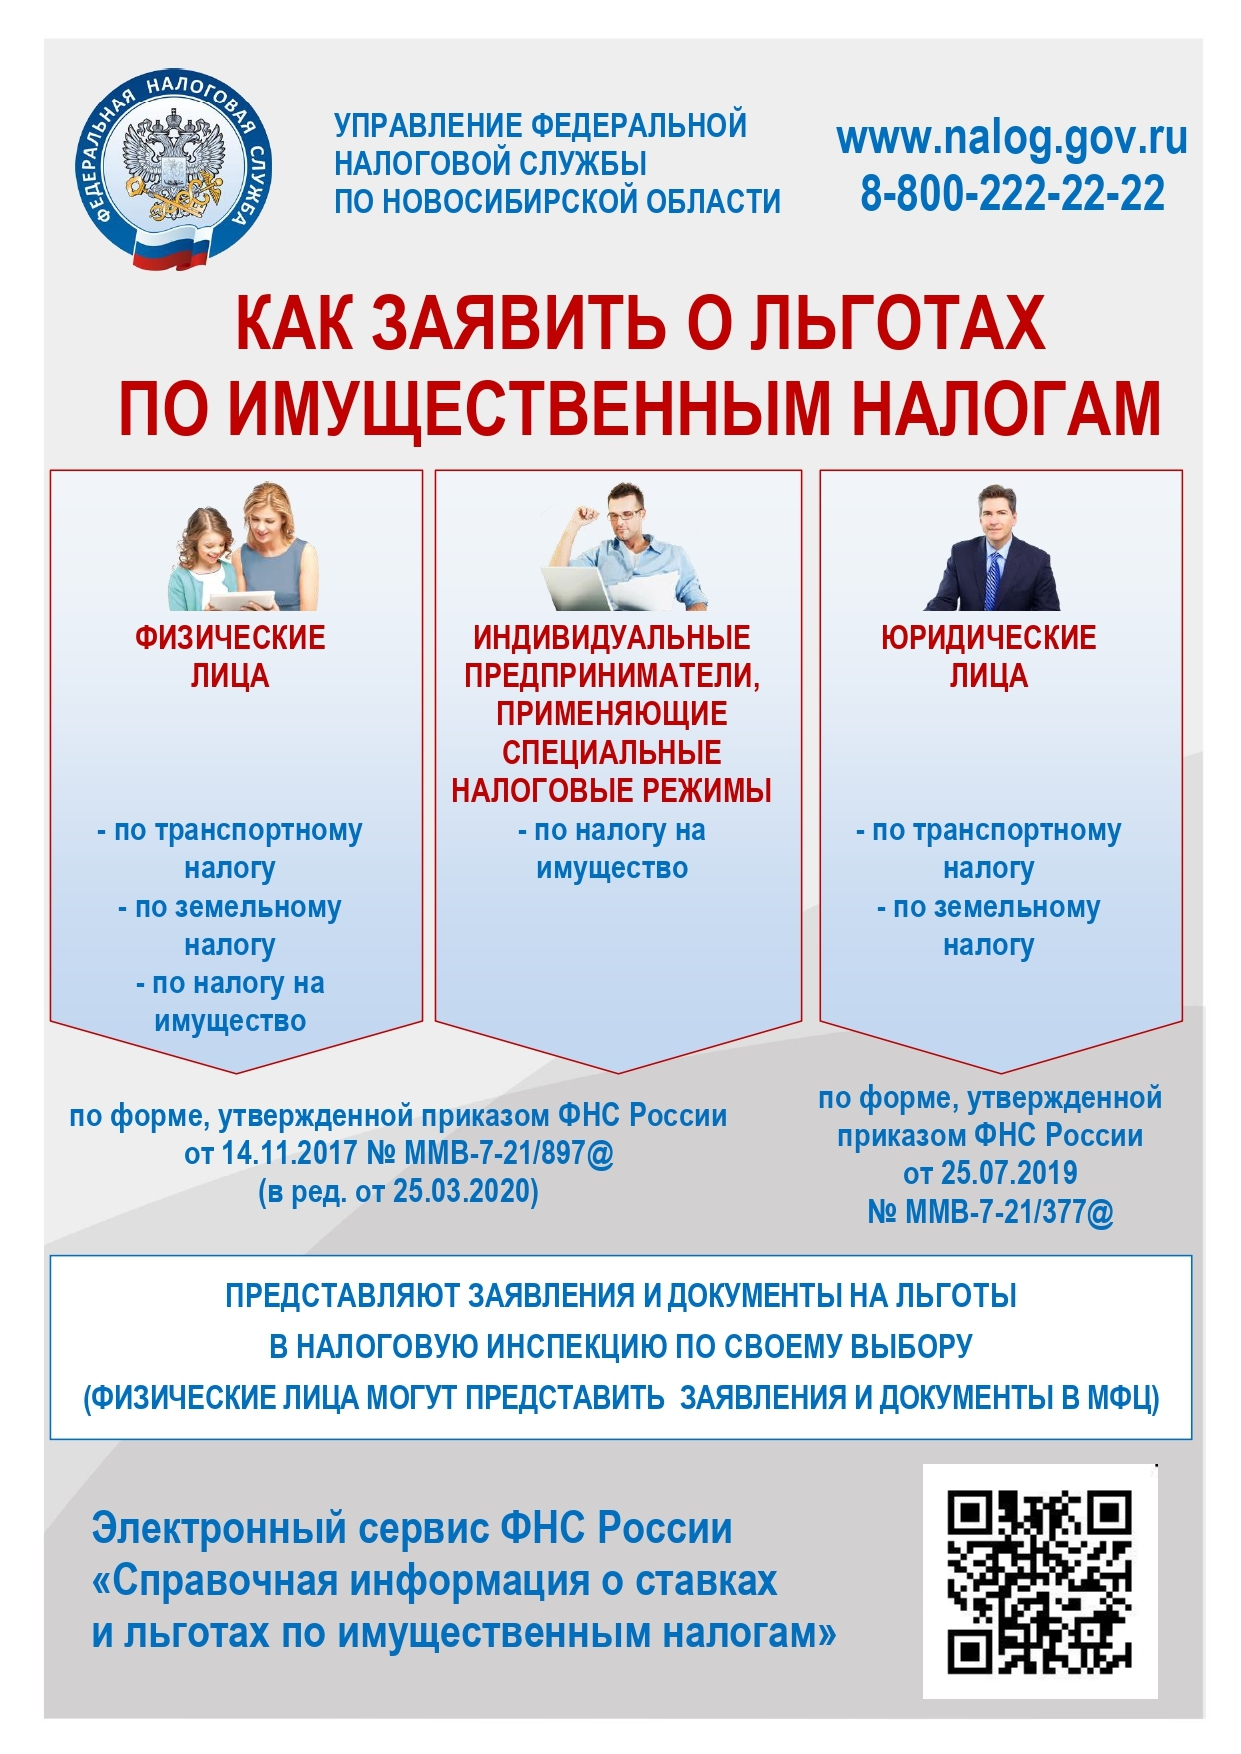 ФЕДЕРАЛЬНАЯ НАЛОГОВАЯ СЛУЖБА
УПРАВЛЕНИЕ ФЕДЕРАЛЬНОЙ
НАЛОГОВОЙ СЛУЖБЫ
ПО НОВОСИБИРСКОЙ ОБЛАСТИ
www.nalog.gov.ru
8-800-222-22-22
КАК ЗАЯВИТЬ О ЛЬГОТАХ
ПО ИМУЩЕСТВЕННЫМ НАЛОГАМ
ФИЗИЧЕСКИЕ
ЛИЦА
- по транспортному
налогу
- по земельному
налогу
- по налогу на
имущество
ИНДИВИДУАЛЬНЫЕ
ПРЕДПРИНИМАТЕЛИ,
ПРИМЕНЯЮЩИЕ
СПЕЦИАЛЬНЫЕ
НАЛОГОВЫЕ РЕЖИМЫ
- по налогу на
имущество
ЮРИДИЧЕСКИЕ
ЛИЦА
- по транспортному
налогу
- по земельному
налогу
по форме, утвержденной приказом ФНС России
от 14.11.2017 № ММВ-7-21/897@
(в ред. от 25.03.2020)
по форме, утвержденной
приказом ФНС России
от 25.07.2019
№ ММВ-7-21/377@
ПРЕДСТАВЛЯЮТ ЗАЯВЛЕНИЯ И ДОКУМЕНТЫ НА ЛЬГОТЫ
В НАЛОГОВУЮ ИНСПЕКЦИЮ ПО СВОЕМУ ВЫБОРУ
(ФИЗИЧЕСКИЕ ЛИЦА МОГУТ ПРЕДСТАВИТЬ ЗАЯВЛЕНИЯ И ДОКУМЕНТЫ В МФЦ)
Электронный сервис ФНС России
«Справочная информация о ставках
и льготах по имущественным налогам»